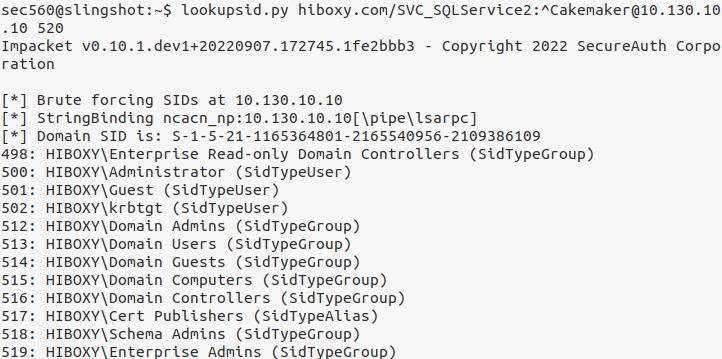 sec560@slingshot:~$ lookupsid.py hiboxy.com/SVC_SQLService2:^Cakemaker@10.130.10
.10 520
Impacket v0.10.1.dev1+20220907.172745.1fe2bbb3 - Copyright 2022 SecureAuth Corpo
ration

[*] Brute forcing SIDs at 10.130.10.10
[*] StringBinding ncacn_np:10.130.10.10[\pipe\lsarpc]
[*] Domain SID is: S-1-5-21-1165364801-2165540956-2109386109
498: HIBOXY\Enterprise Read-only Domain Controllers (SidTypeGroup)
500: HIBOXY\Administrator (SidTypeUser)
501: HIBOXY\Guest (SidTypeUser)
502: HIBOXY\krbtgt (SidTypeUser)
512: HIBOXY\Domain Admins (SidTypeGroup)
513: HIBOXY\Domain Users (SidTypeGroup)
514: HIBOXY\Domain Guests (SidTypeGroup)
515: HIBOXY\Domain Computers (SidTypeGroup)
516: HIBOXY\Domain Controllers (SidTypeGroup)
517: HIBOXY\Cert Publishers (SidTypeAlias)
518: HIBOXY\Schema Admins (SidTypeGroup)
519: HIBOXY\Enterprise Admins (SidTypeGroup)